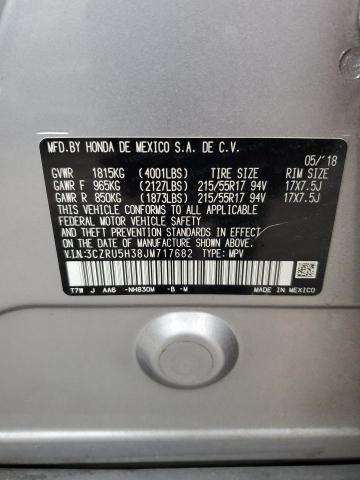 MFD.BY HONDA DE MEXICO S.A. DE C.V.
05/'18
GVWR 1815KG (4001LBS) TIRE SIZE RIM SIZE
GAWR F 965KG (2127LBS) 215/55R17 94V 17X7.5J
GAWR R 850KG (1873LBS) 215/55R17 94V 17X7.5J
THIS VEHICLE CONFORMS TO ALL APPLICABLE
FEDERAL MOTOR VEHICLE SAFETY
AND THEFT PREVENTION STANDARDS IN EFFECT
ON THE DATE OF MANUFACTURE SHOWN ABOVE.
V.I.N:3CZRU5H38JM717682 TYPE: MPV
T7W J AA6 -NH830M -B -M
MADE IN MEXICO